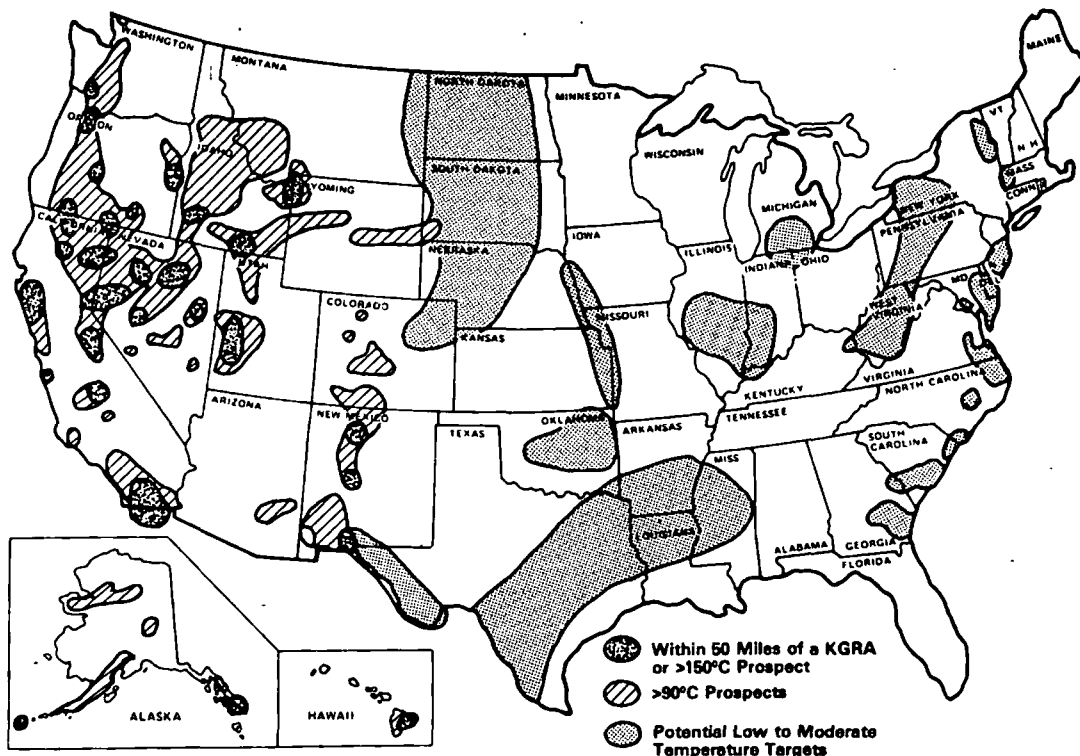 WASHINGTON
MONTANA
NORTH DAKOTA
MINNESOTA
MAINE
VT
N H
OREGON
IDAHO
SOUTH DAKOTA
WISCONSIN
MICHIGAN
MASS
CONN
NEW YORK
PENNSYLVANIA
CALIFORNIA
NEVADA
UTAH
NEBRASKA
IOWA
ILLINOIS
INDIANA
OHIO
MD
COLORADO
KANSAS
MISSOURI
WEST
VIRGINIA
KENTUCKY
VIRGINIA
NORTH CAROLINA
ARIZONA
NEW MEXICO
TEXAS
OKLAHOMA
ARKANSAS
TENNESSEE
SOUTH
CAROLINA
MISS
LOUISIANA
ALABAMA
GEORGIA
FLORIDA
ALASKA
HAWAII
Within 50 Miles of a KGRA
or >150°C Prospect
>90°C Prospects
Potential Low to Moderate
Temperature Targets